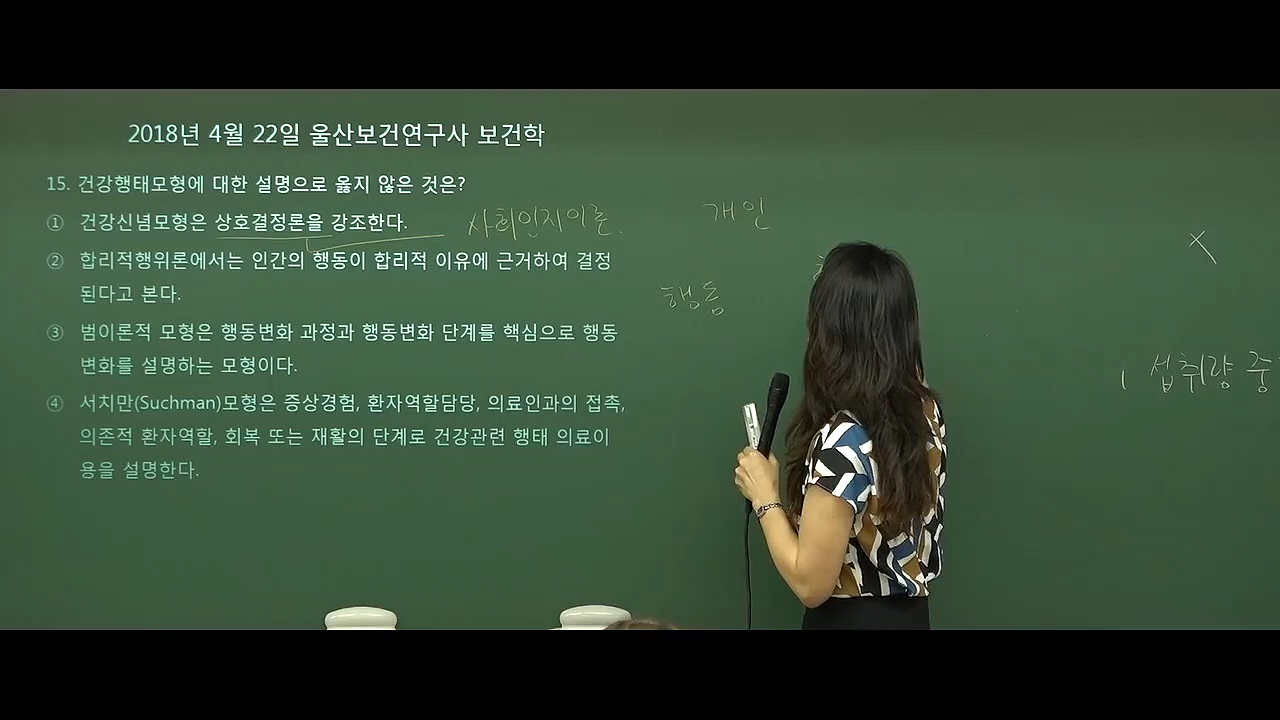 2018년 4월 22일 울산보건연구사 보건학
15. 건강행태모형에 대한 설명으로 옳지 않은 것은?
① 건강신념모형은 상호결정론을 강조한다.
사회인지이론.
② 합리적행위론에서는 인간의 행동이 합리적 이유에 근거하여 결정
된다고 본다.
③ 범이론적 모형은 행동변화 과정과 행동변화 단계를 핵심으로 행동
변화를 설명하는 모형이다.
④ 서치만(Suchman)모형은 증상경험, 환자역할담당, 의료인과의 접촉,
의존적 환자역할, 회복 또는 재활의 단계로 건강관련 행태 의료이
용을 설명한다.
개인
행동
섭취량 중